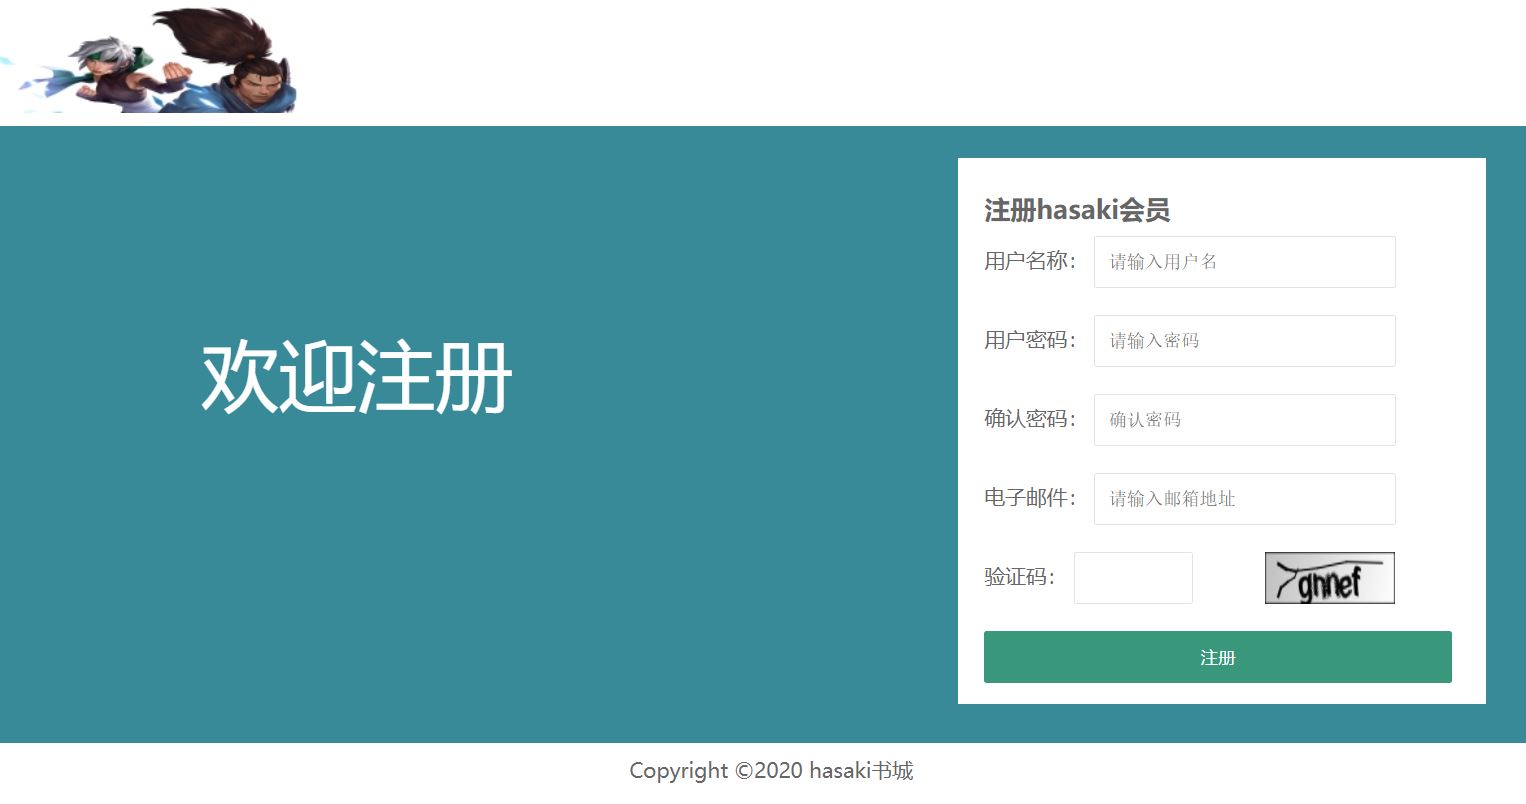 欢迎注册
注册hasaki会员
用户名称： 请输入用户名
用户密码： 请输入密码
确认密码： 确认密码
电子邮件： 请输入邮箱地址
验证码： gnnef
注册
Copyright ©2020 hasaki书城